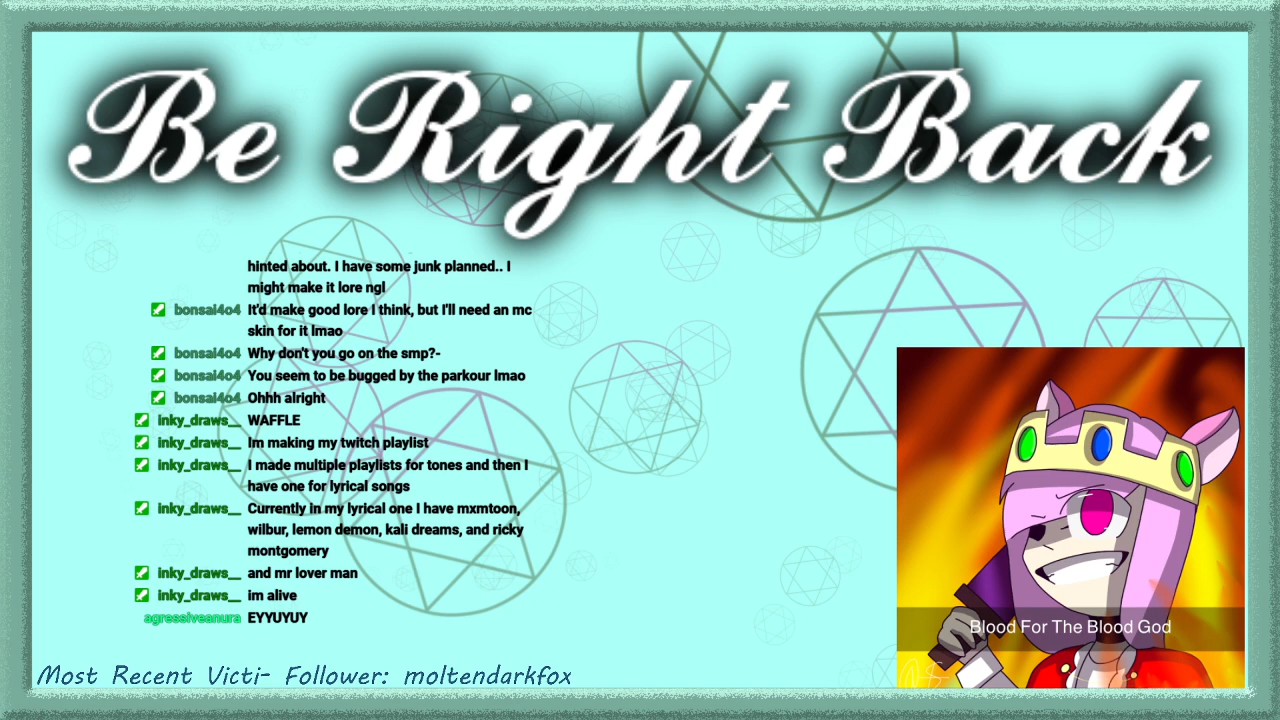 Be Right Back
hinted about. I have some junk planned.. I
might make it lore ngl
bonsai4o4 It'd make good lore I think, but I'll need an mc
skin for it lmao
bonsai4o4 Why don't you go on the smp?-
bonsai4o4 You seem to be bugged by the parkour lmao
bonsai4o4 Ohhh alright
inky_draws__ WAFFLE
inky_draws__ Im making my twitch playlist
inky_draws__ I made multiple playlists for tones and then I
have one for lyrical songs
inky_draws__ Currently in my lyrical one I have mxmtoon,
wilbur, lemon demon, kali dreams, and ricky
montgomery
inky_draws__ and mr lover man
inky_draws__ im alive
agressiveanura EYYUYUY
Blood For The Blood God
Most Recent Victi- Follower: moltendarkfox